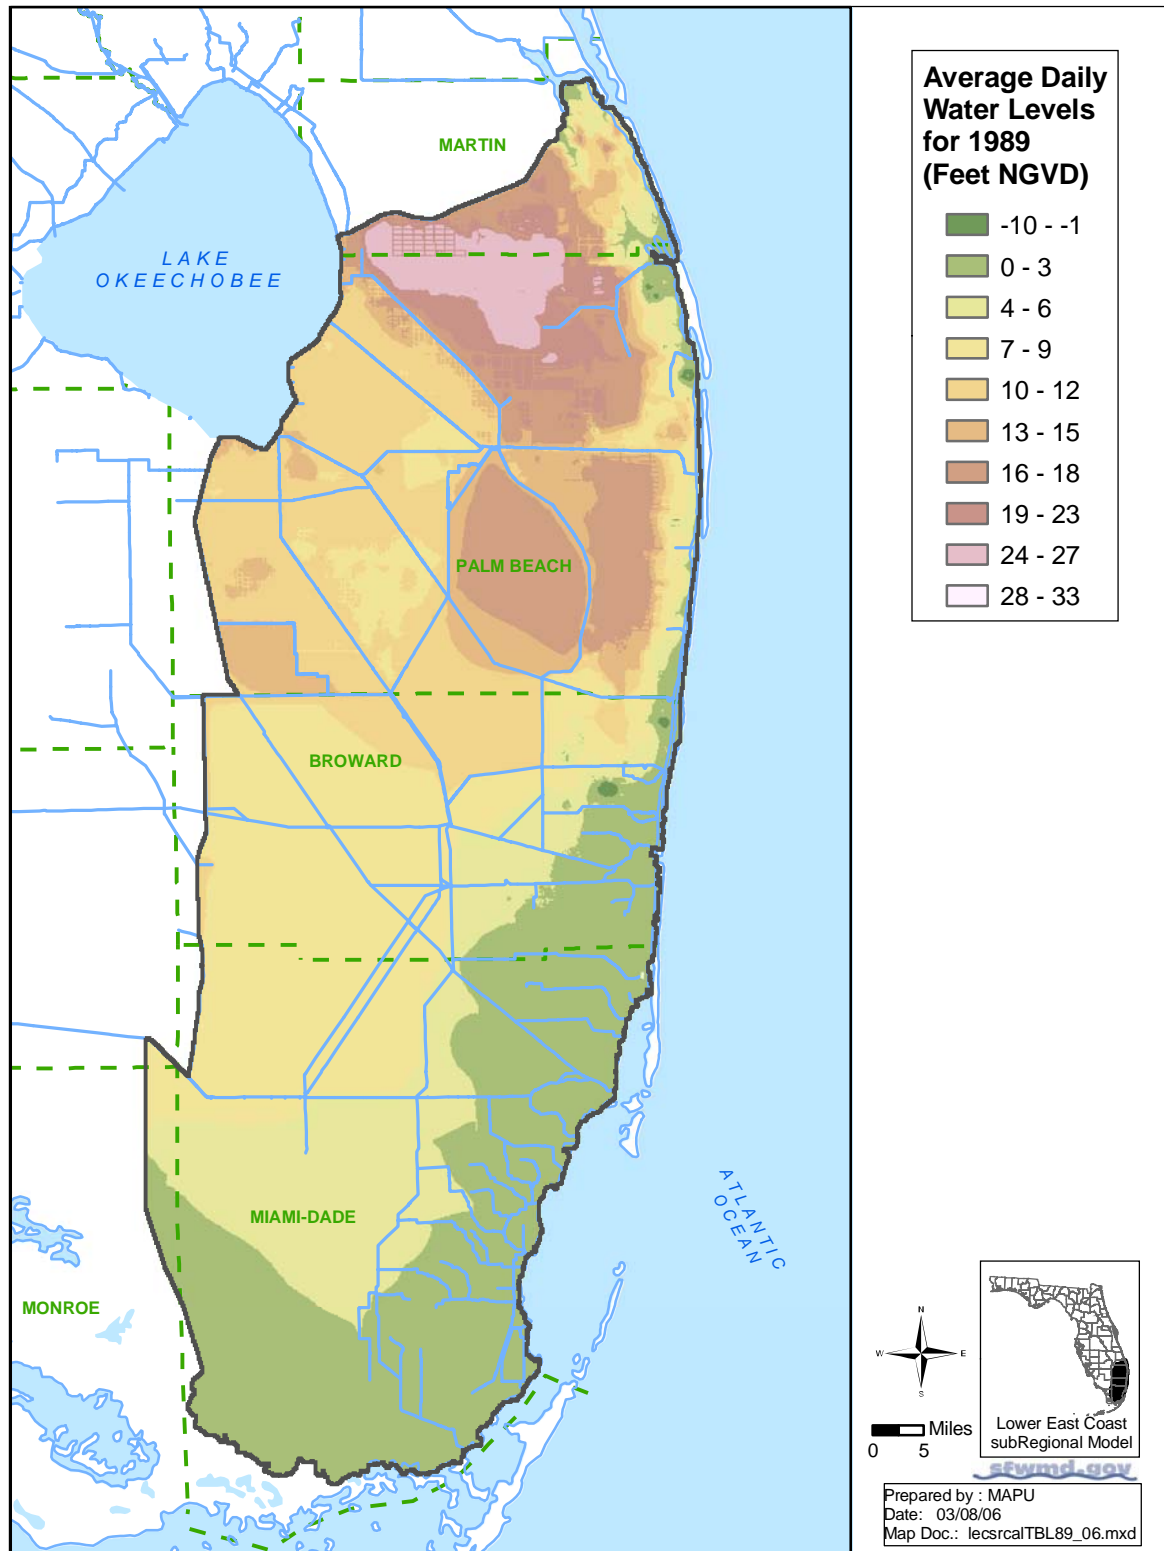 MARTIN
LAKE
OKEECHOBEE
PALM BEACH
BROWARD
MIAMI-DADE
MONROE
ATLANTIC
OCEAN
Average Daily
Water Levels
for 1989
(Feet NGVD)
-10 - -1
0 - 3
4 - 6
7 - 9
10 - 12
13 - 15
16 - 18
19 - 23
24 - 27
28 - 33
N
W
E
S
Miles
0
5
Lower East Coast
subRegional Model
sfwmd.gov
Prepared by : MAPU
Date: 03/08/06
Map Doc.: lecsrcalTBL89_06.mxd